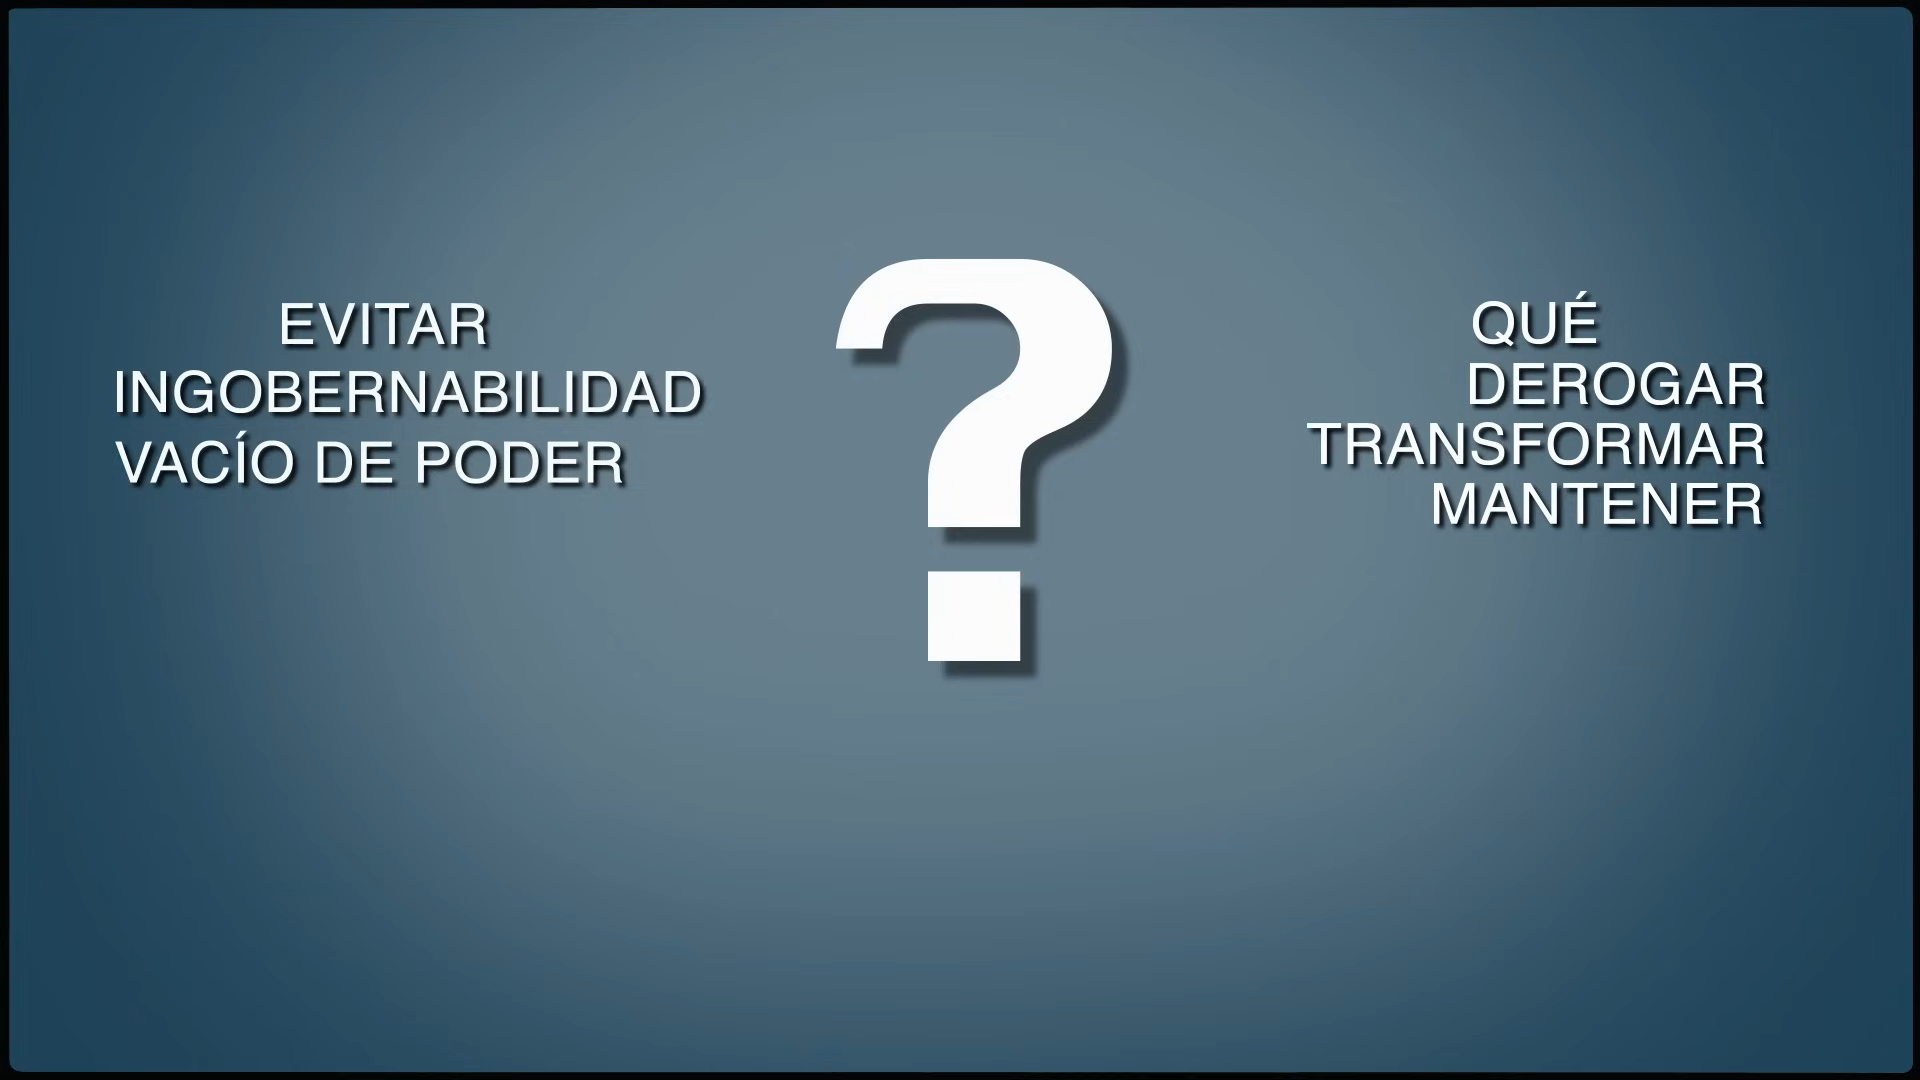 EVITAR
INGOBERNABILIDAD
VACÍO DE PODER
?
QUÉ
DEROGAR
TRANSFORMAR
MANTENER